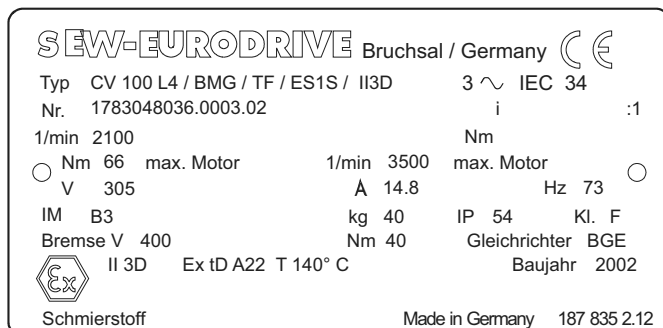 SEW-EURODRIVE Bruchsal / Germany CE
Typ CV 100 L4 / BMG / TF / ES1S / II3D 3 ~ IEC 34
Nr. 1783048036.0003.02 i :1
1/min 2100 Nm
Nm 66 max. Motor 1/min 3500 max. Motor
V 305 A 14.8 Hz 73
IM B3 kg 40 IP 54 Kl. F
Bremse V 400 Nm 40 Gleichrichter BGE
Ex II 3D Ex tD A22 T 140° C Baujahr 2002
Schmierstoff Made in Germany 187 835 2.12